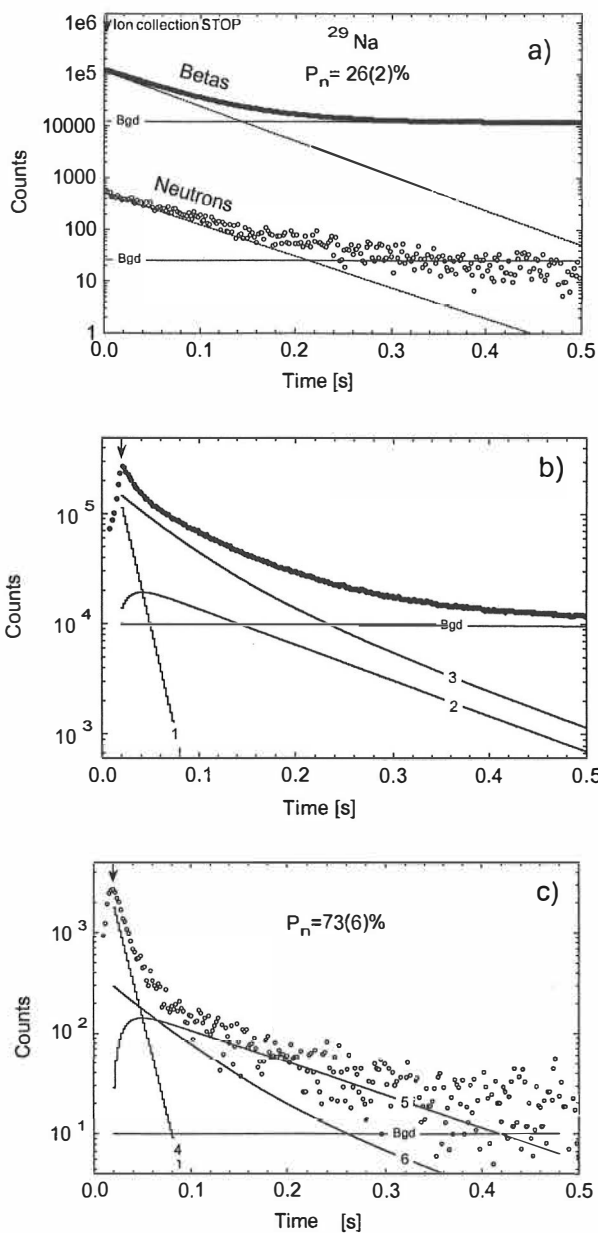 Ion collection STOP
29Na
a)
Pn= 26(2)%
Betas
Bgd
Neutrons
Bgd
Counts
1e6
1e5
10000
1000
100
10
1
0.0
0.1
0.2
0.3
0.4
0.5
Time [s]
b)
Counts
10^5
10^4
10^3
Bgd
3
2
1
0.0
0.1
0.2
0.3
0.4
0.5
Time [s]
c)
Pn=73(6)%
Counts
10^3
10^2
10^1
5
Bgd
4
1
6
0.0
0.1
0.2
0.3
0.4
0.5
Time [s]